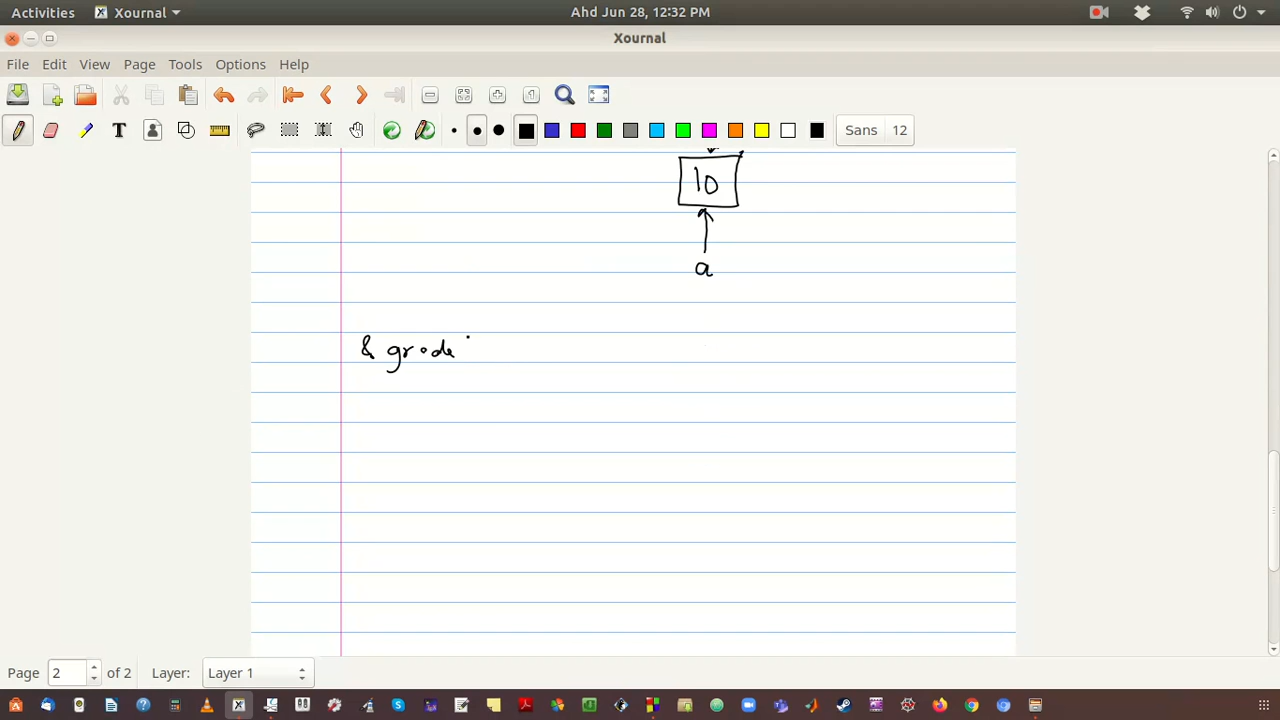 Activities Xournal Ahd Jun 28, 12:32 PM
Xournal
File Edit View Page Tools Options Help
Sans 12
10
a
& grade
Page 2 of 2 Layer: Layer 1